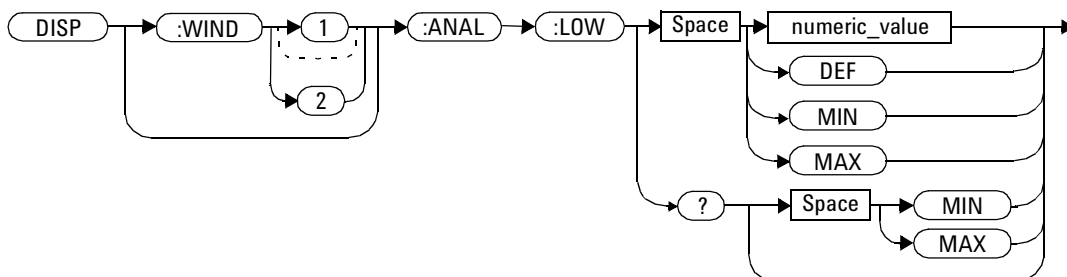 DISP :WIND 1 :ANAL :LOW Space numeric_value
2
DEF
MIN
MAX
? Space MIN
MAX